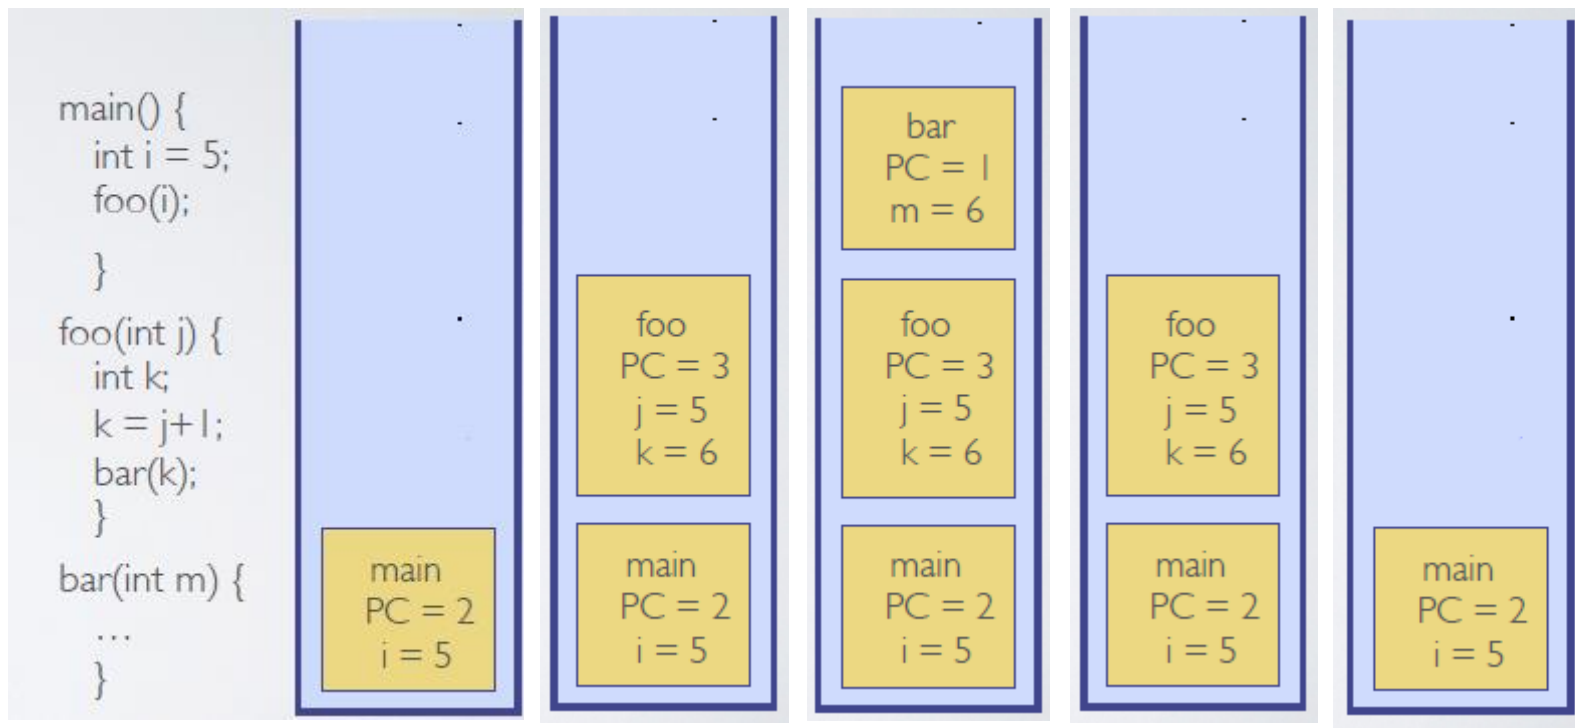 main() {
int i = 5;
foo(i);
}
foo(int j) {
int k;
k = j+1;
bar(k);
}
bar(int m) {
...
}
main
PC = 2
i = 5
foo
PC = 3
j = 5
k = 6
main
PC = 2
i = 5
bar
PC = 1
m = 6
foo
PC = 3
j = 5
k = 6
main
PC = 2
i = 5
foo
PC = 3
j = 5
k = 6
main
PC = 2
i = 5
main
PC = 2
i = 5